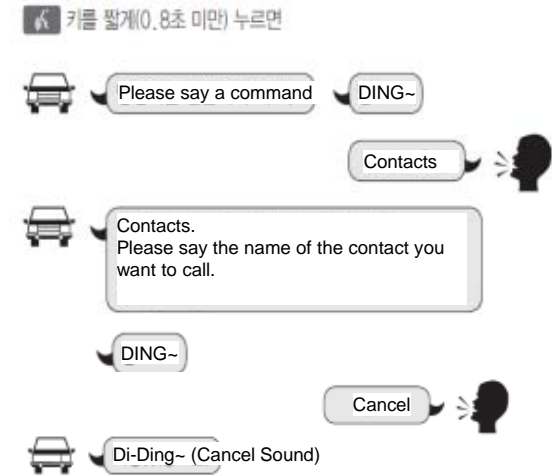 키를 짧게(0.8초 미만) 누르면
Please say a command
DING~
Contacts
Contacts.
Please say the name of the contact you
want to call.
DING~
Cancel
Di-Ding~ (Cancel Sound)